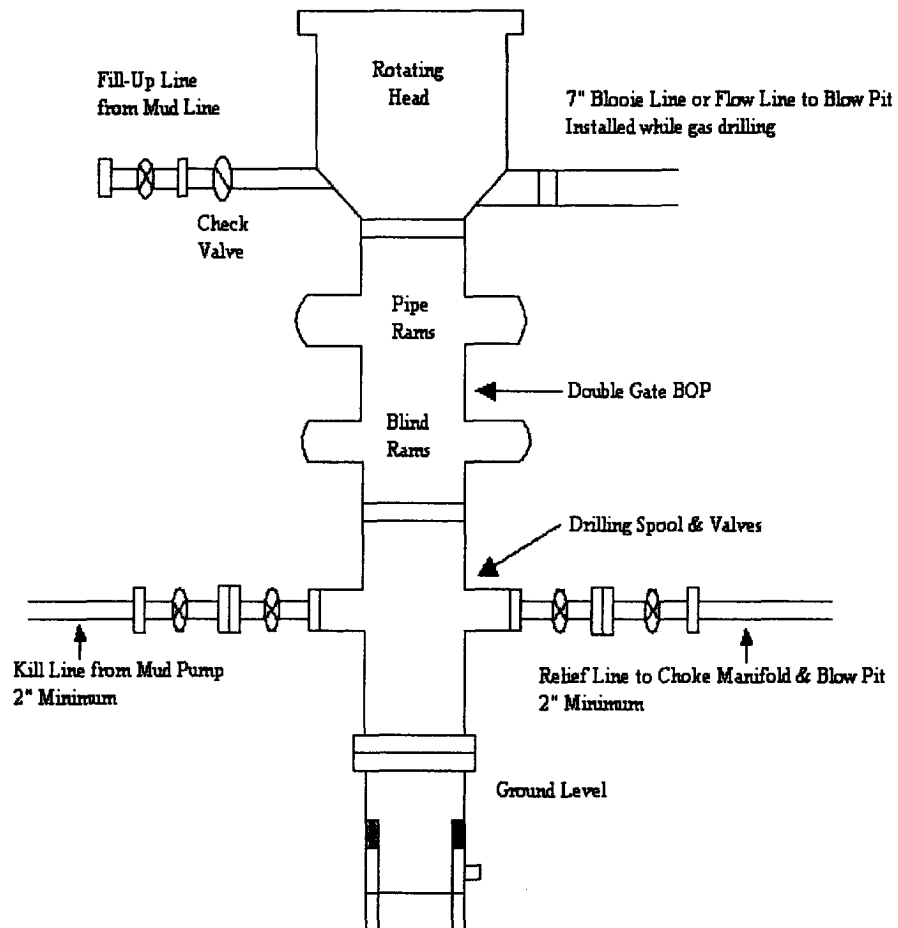 Rotating
Head
Fill-Up Line
from Mud Line
7" Blooie Line or Flow Line to Blow Pit
Installed while gas drilling
Check
Valve
Pipe
Rams
Double Gate BOP
Blind
Rams
Drilling Spool & Valves
Kill Line from Mud Pump
2" Minimum
Relief Line to Choke Manifold & Blow Pit
2" Minimum
Ground Level